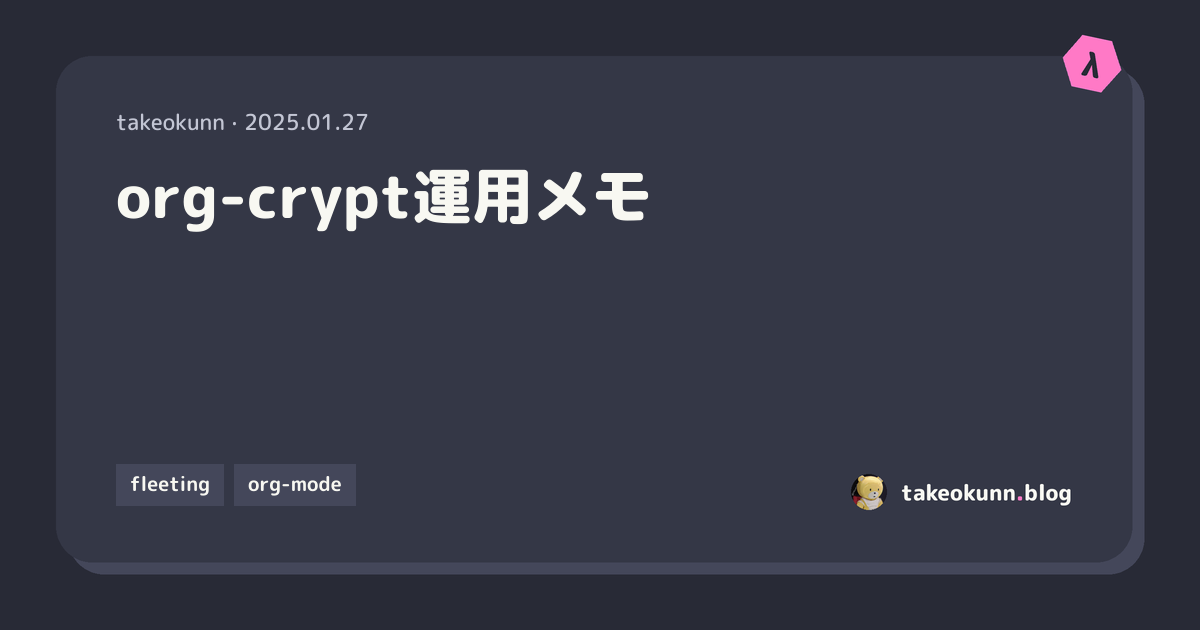 λ
takeokunn · 2025.01.27
org-crypt運用メモ
fleeting
org-mode
takeokunn.blog